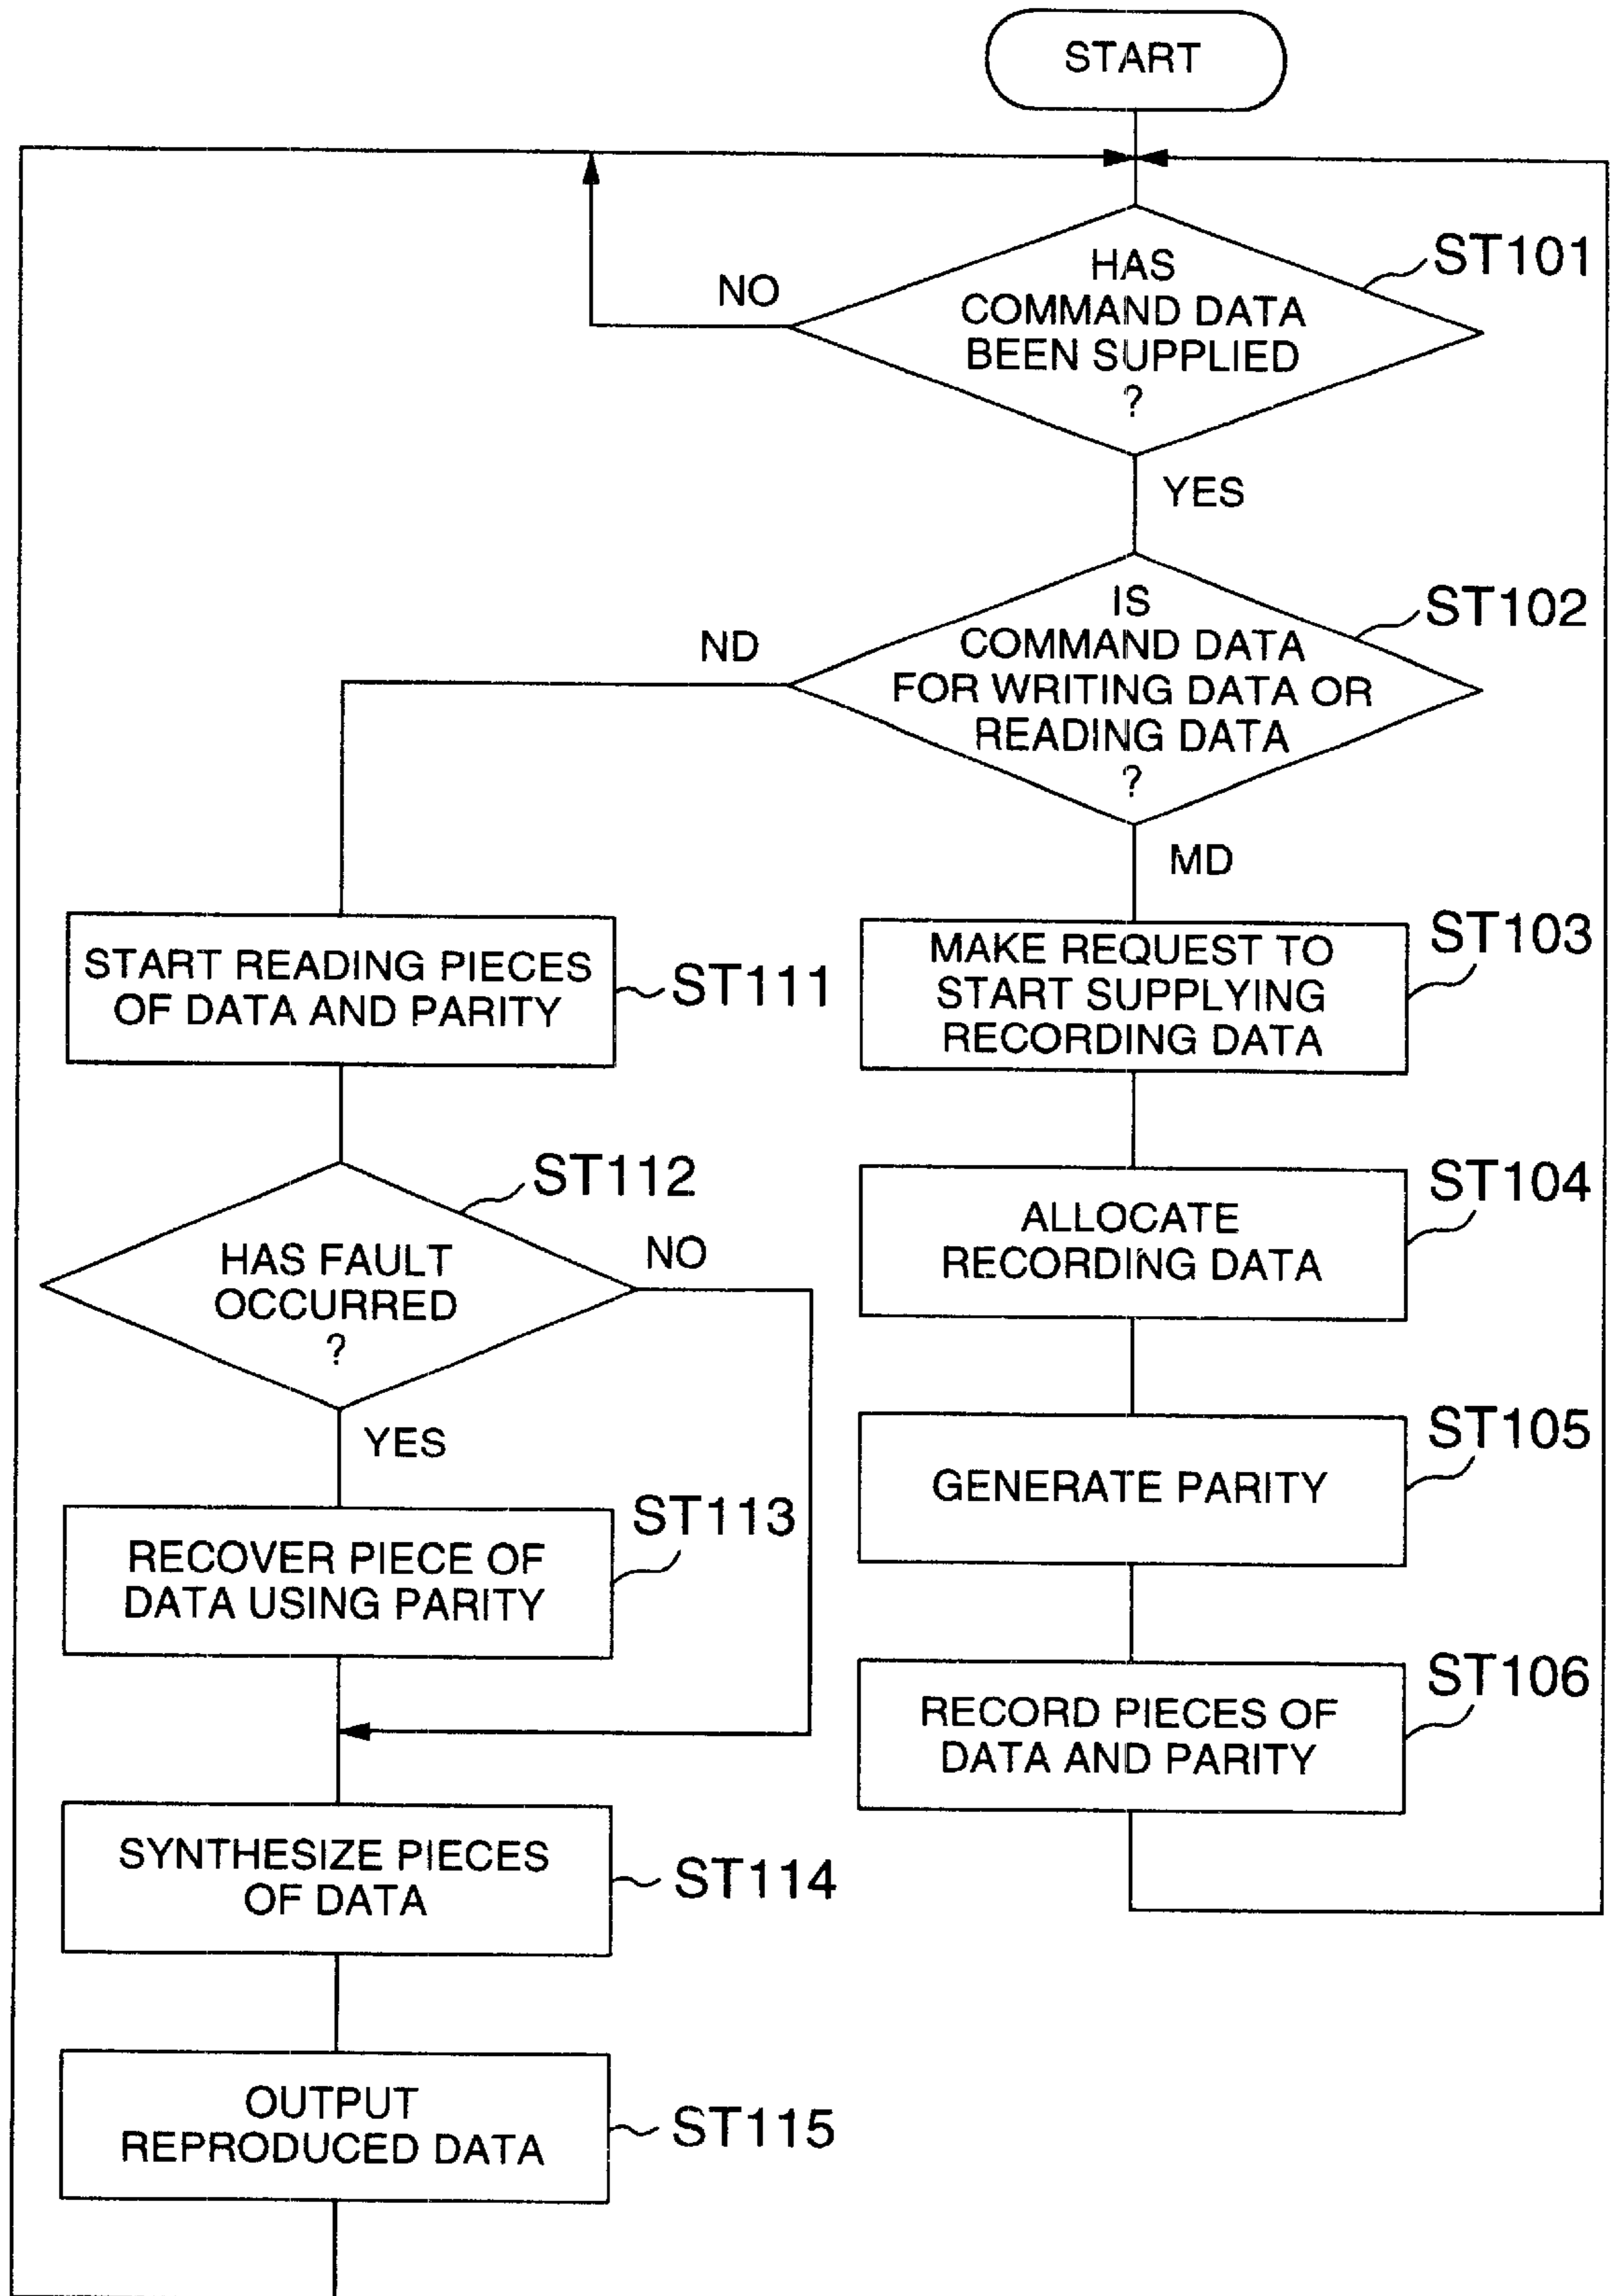 START
HAS
COMMAND DATA
BEEN SUPPLIED
?
ST101
NO
YES
IS
COMMAND DATA
FOR WRITING DATA OR
READING DATA
?
ST102
ND
MD
START READING PIECES
OF DATA AND PARITY
ST111
MAKE REQUEST TO
START SUPPLYING
RECORDING DATA
ST103
HAS FAULT
OCCURRED
?
ST112
NO
YES
ALLOCATE
RECORDING DATA
ST104
GENERATE PARITY
ST105
RECOVER PIECE OF
DATA USING PARITY
ST113
RECORD PIECES OF
DATA AND PARITY
ST106
SYNTHESIZE PIECES
OF DATA
ST114
OUTPUT
REPRODUCED DATA
ST115